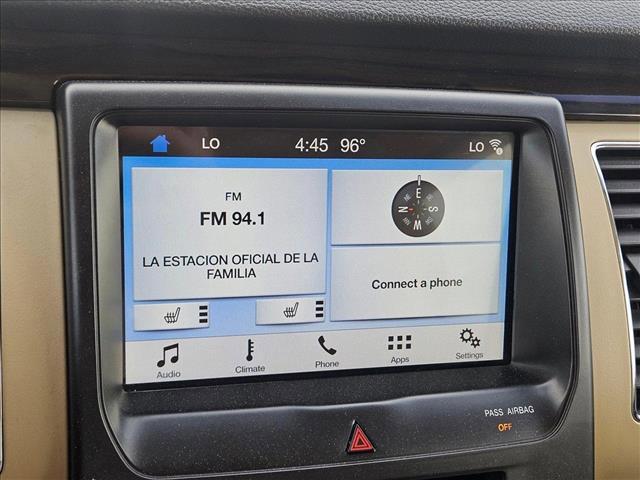 LO 4:45 96° LO
FM
FM 94.1
LA ESTACION OFICIAL DE LA
FAMILIA
E
N S
W
Connect a phone
Audio Climate Phone Apps Settings
PASS AIRBAG
OFF